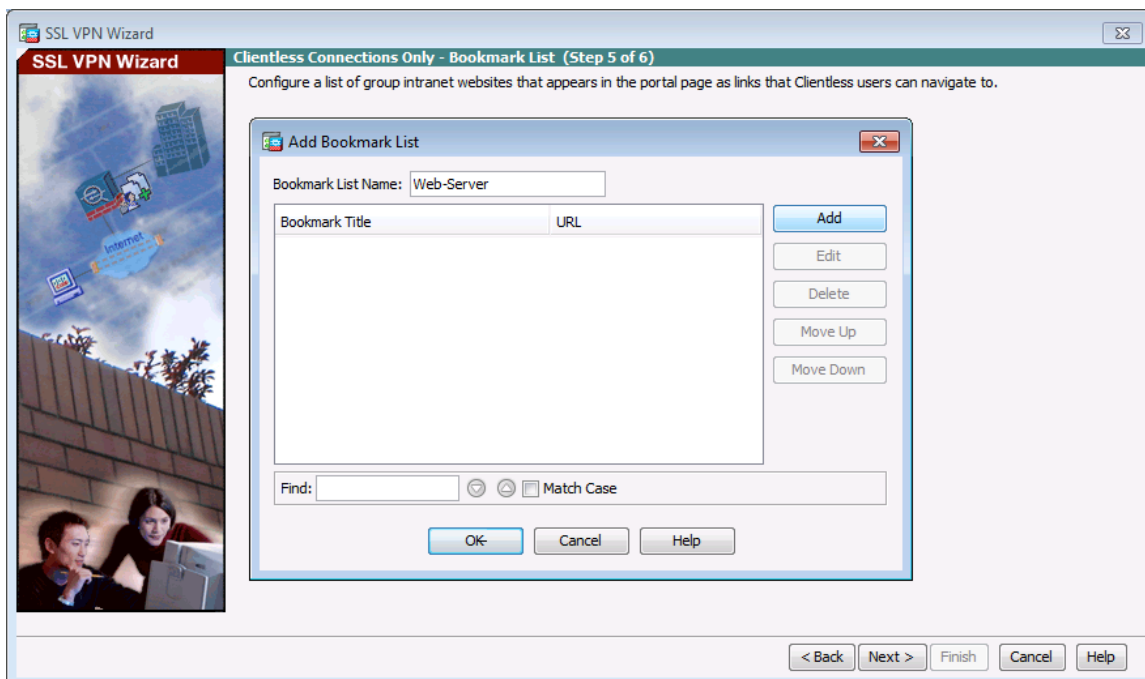 SSL VPN Wizard
SSL VPN Wizard
Clientless Connections Only - Bookmark List (Step 5 of 6)
Configure a list of group intranet websites that appears in the portal page as links that Clientless users can navigate to.
Internet
Add Bookmark List
Bookmark List Name: Web-Server
Bookmark Title URL
Add
Edit
Delete
Move Up
Move Down
Find: Match Case
OK Cancel Help
< Back Next > Finish Cancel Help